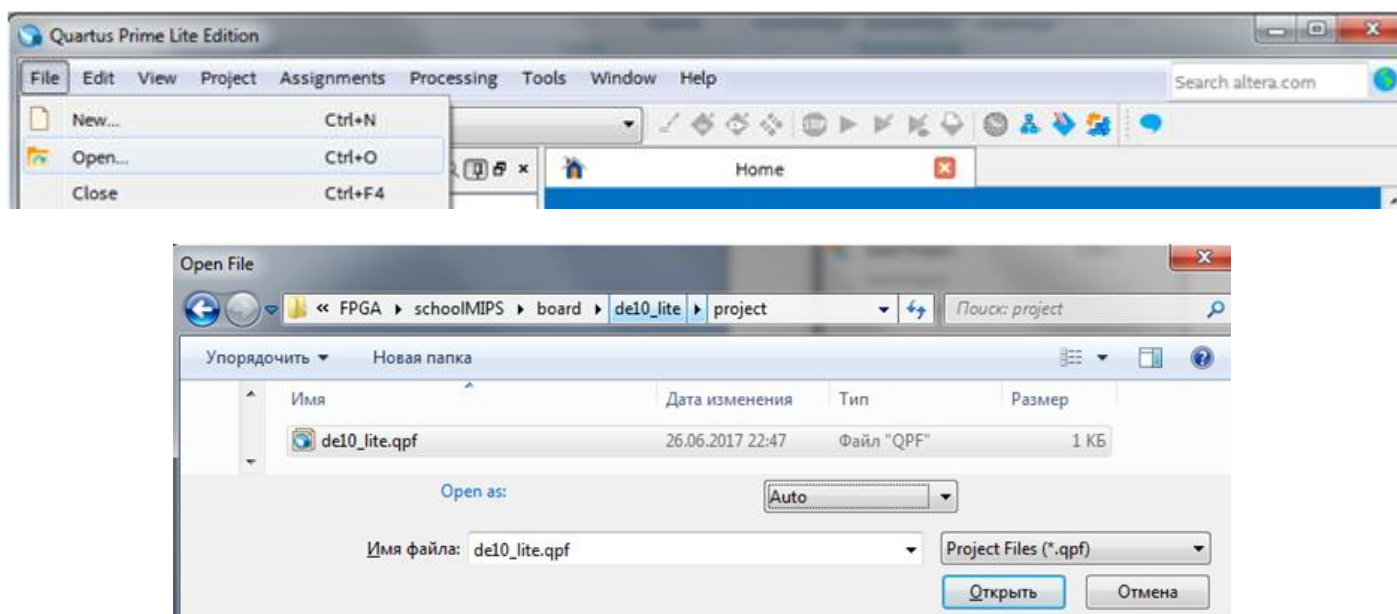 Quartus Prime Lite Edition
File Edit View Project Assignments Processing Tools Window Help Search altera.com
New... Ctrl+N
Open... Ctrl+O
Home
Close Ctrl+F4
Open File
« FPGA schoolMIPS board de10_lite project Поиск: project
Упорядочить Новая папка
Имя Дата изменения Тип Размер
de10_lite.qpf 26.06.2017 22:47 Файл "QPF" 1 КБ
Open as: Auto
Имя файла: de10_lite.qpf Project Files (*.qpf)
Открыть Отмена